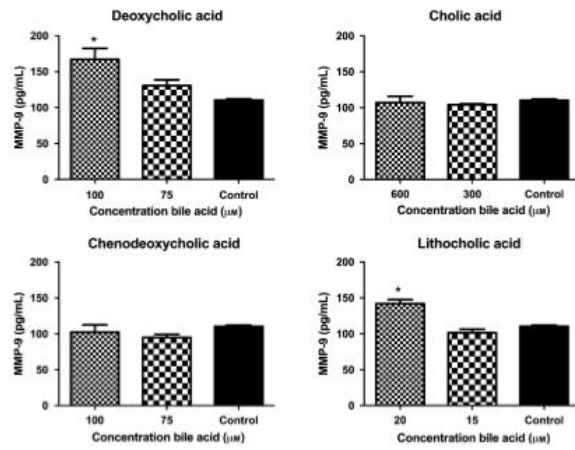 Deoxycholic acid
MMP-9 (pg/mL)
200
150
100
50
0
*
100 75 Control
Concentration bile acid (μM)
Cholic acid
MMP-9 (pg/mL)
200
150
100
50
0
600 300 Control
Concentration bile acid (μM)
Chenodeoxycholic acid
MMP-9 (pg/mL)
200
150
100
50
0
100 75 Control
Concentration bile acid (μM)
Lithocholic acid
MMP-9 (pg/mL)
200
150
100
50
0
*
20 15 Control
Concentration bile acid (μM)